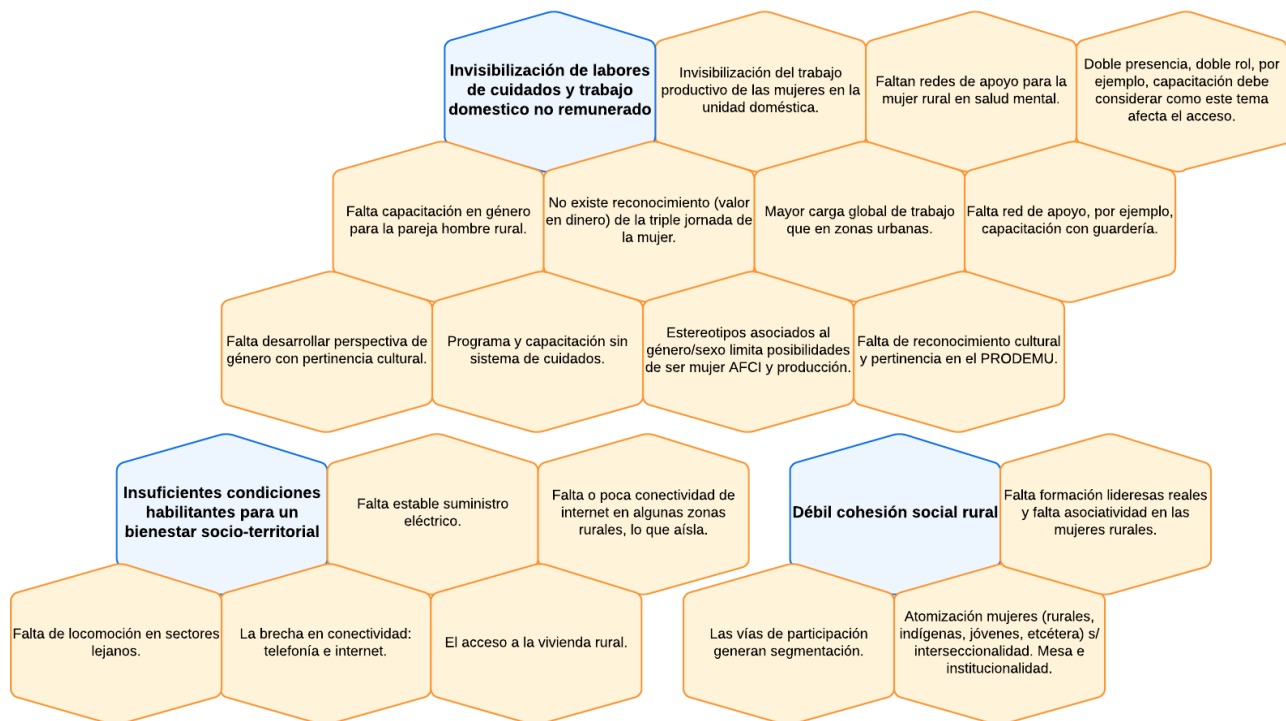 Invisibilización de labores
de cuidados y trabajo
domestico no remunerado
Invisibilización del trabajo
productivo de las mujeres en la
unidad doméstica.
Faltan redes de apoyo para la
mujer rural en salud mental.
Doble presencia, doble rol, por
ejemplo, capacitación debe
considerar como este tema
afecta el acceso.
Falta capacitación en género
para la pareja hombre rural.
No existe reconocimiento (valor
en dinero) de la triple jornada de
la mujer.
Mayor carga global de trabajo
que en zonas urbanas.
Falta red de apoyo, por ejemplo,
capacitación con guardería.
Falta desarrollar perspectiva de
género con pertinencia cultural.
Programa y capacitación sin
sistema de cuidados.
Estereotipos asociados al
género/sexo limita posibilidades
de ser mujer AFCI y producción.
Falta de reconocimiento cultural
y pertinencia en el PRODEMU.
Insuficientes condiciones
habilitantes para un
bienestar socio-territorial
Falta estable suministro
eléctrico.
Falta o poca conectividad de
internet en algunas zonas
rurales, lo que aísla.
Falta de locomoción en sectores
lejanos.
La brecha en conectividad:
telefonía e internet.
El acceso a la vivienda rural.
Débil cohesión social rural
Falta formación lideresas reales
y falta asociatividad en las
mujeres rurales.
Las vías de participación
generan segmentación.
Atomización mujeres (rurales,
indígenas, jóvenes, etcétera) s/
interseccionalidad. Mesa e
institucionalidad.